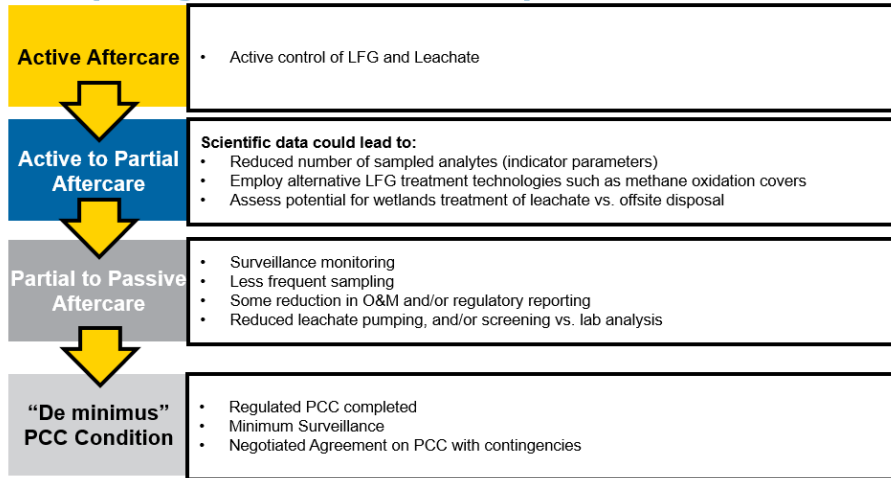 Active Aftercare
• Active control of LFG and Leachate
Active to Partial
Aftercare
Scientific data could lead to:
• Reduced number of sampled analytes (indicator parameters)
• Employ alternative LFG treatment technologies such as methane oxidation covers
• Assess potential for wetlands treatment of leachate vs. offsite disposal
Partial to Passive
Aftercare
• Surveillance monitoring
• Less frequent sampling
• Some reduction in O&M and/or regulatory reporting
• Reduced leachate pumping, and/or screening vs. lab analysis
“De minimus”
PCC Condition
• Regulated PCC completed
• Minimum Surveillance
• Negotiated Agreement on PCC with contingencies